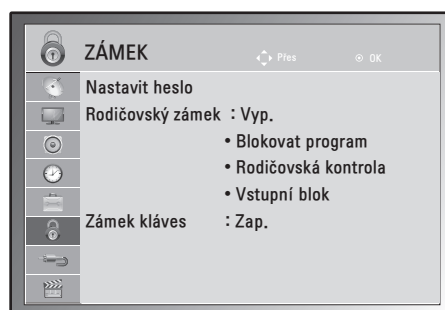 ZÁMEK Přes OK
Nastavit heslo
Rodičovský zámek : Vyp.
• Blokovat program
• Rodičovská kontrola
• Vstupní blok
Zámek kláves : Zap.